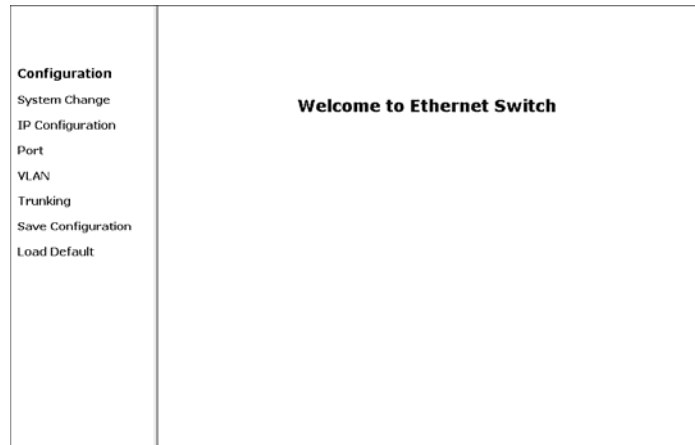 Configuration
System Change
IP Configuration
Port
VLAN
Trunking
Save Configuration
Load Default
Welcome to Ethernet Switch